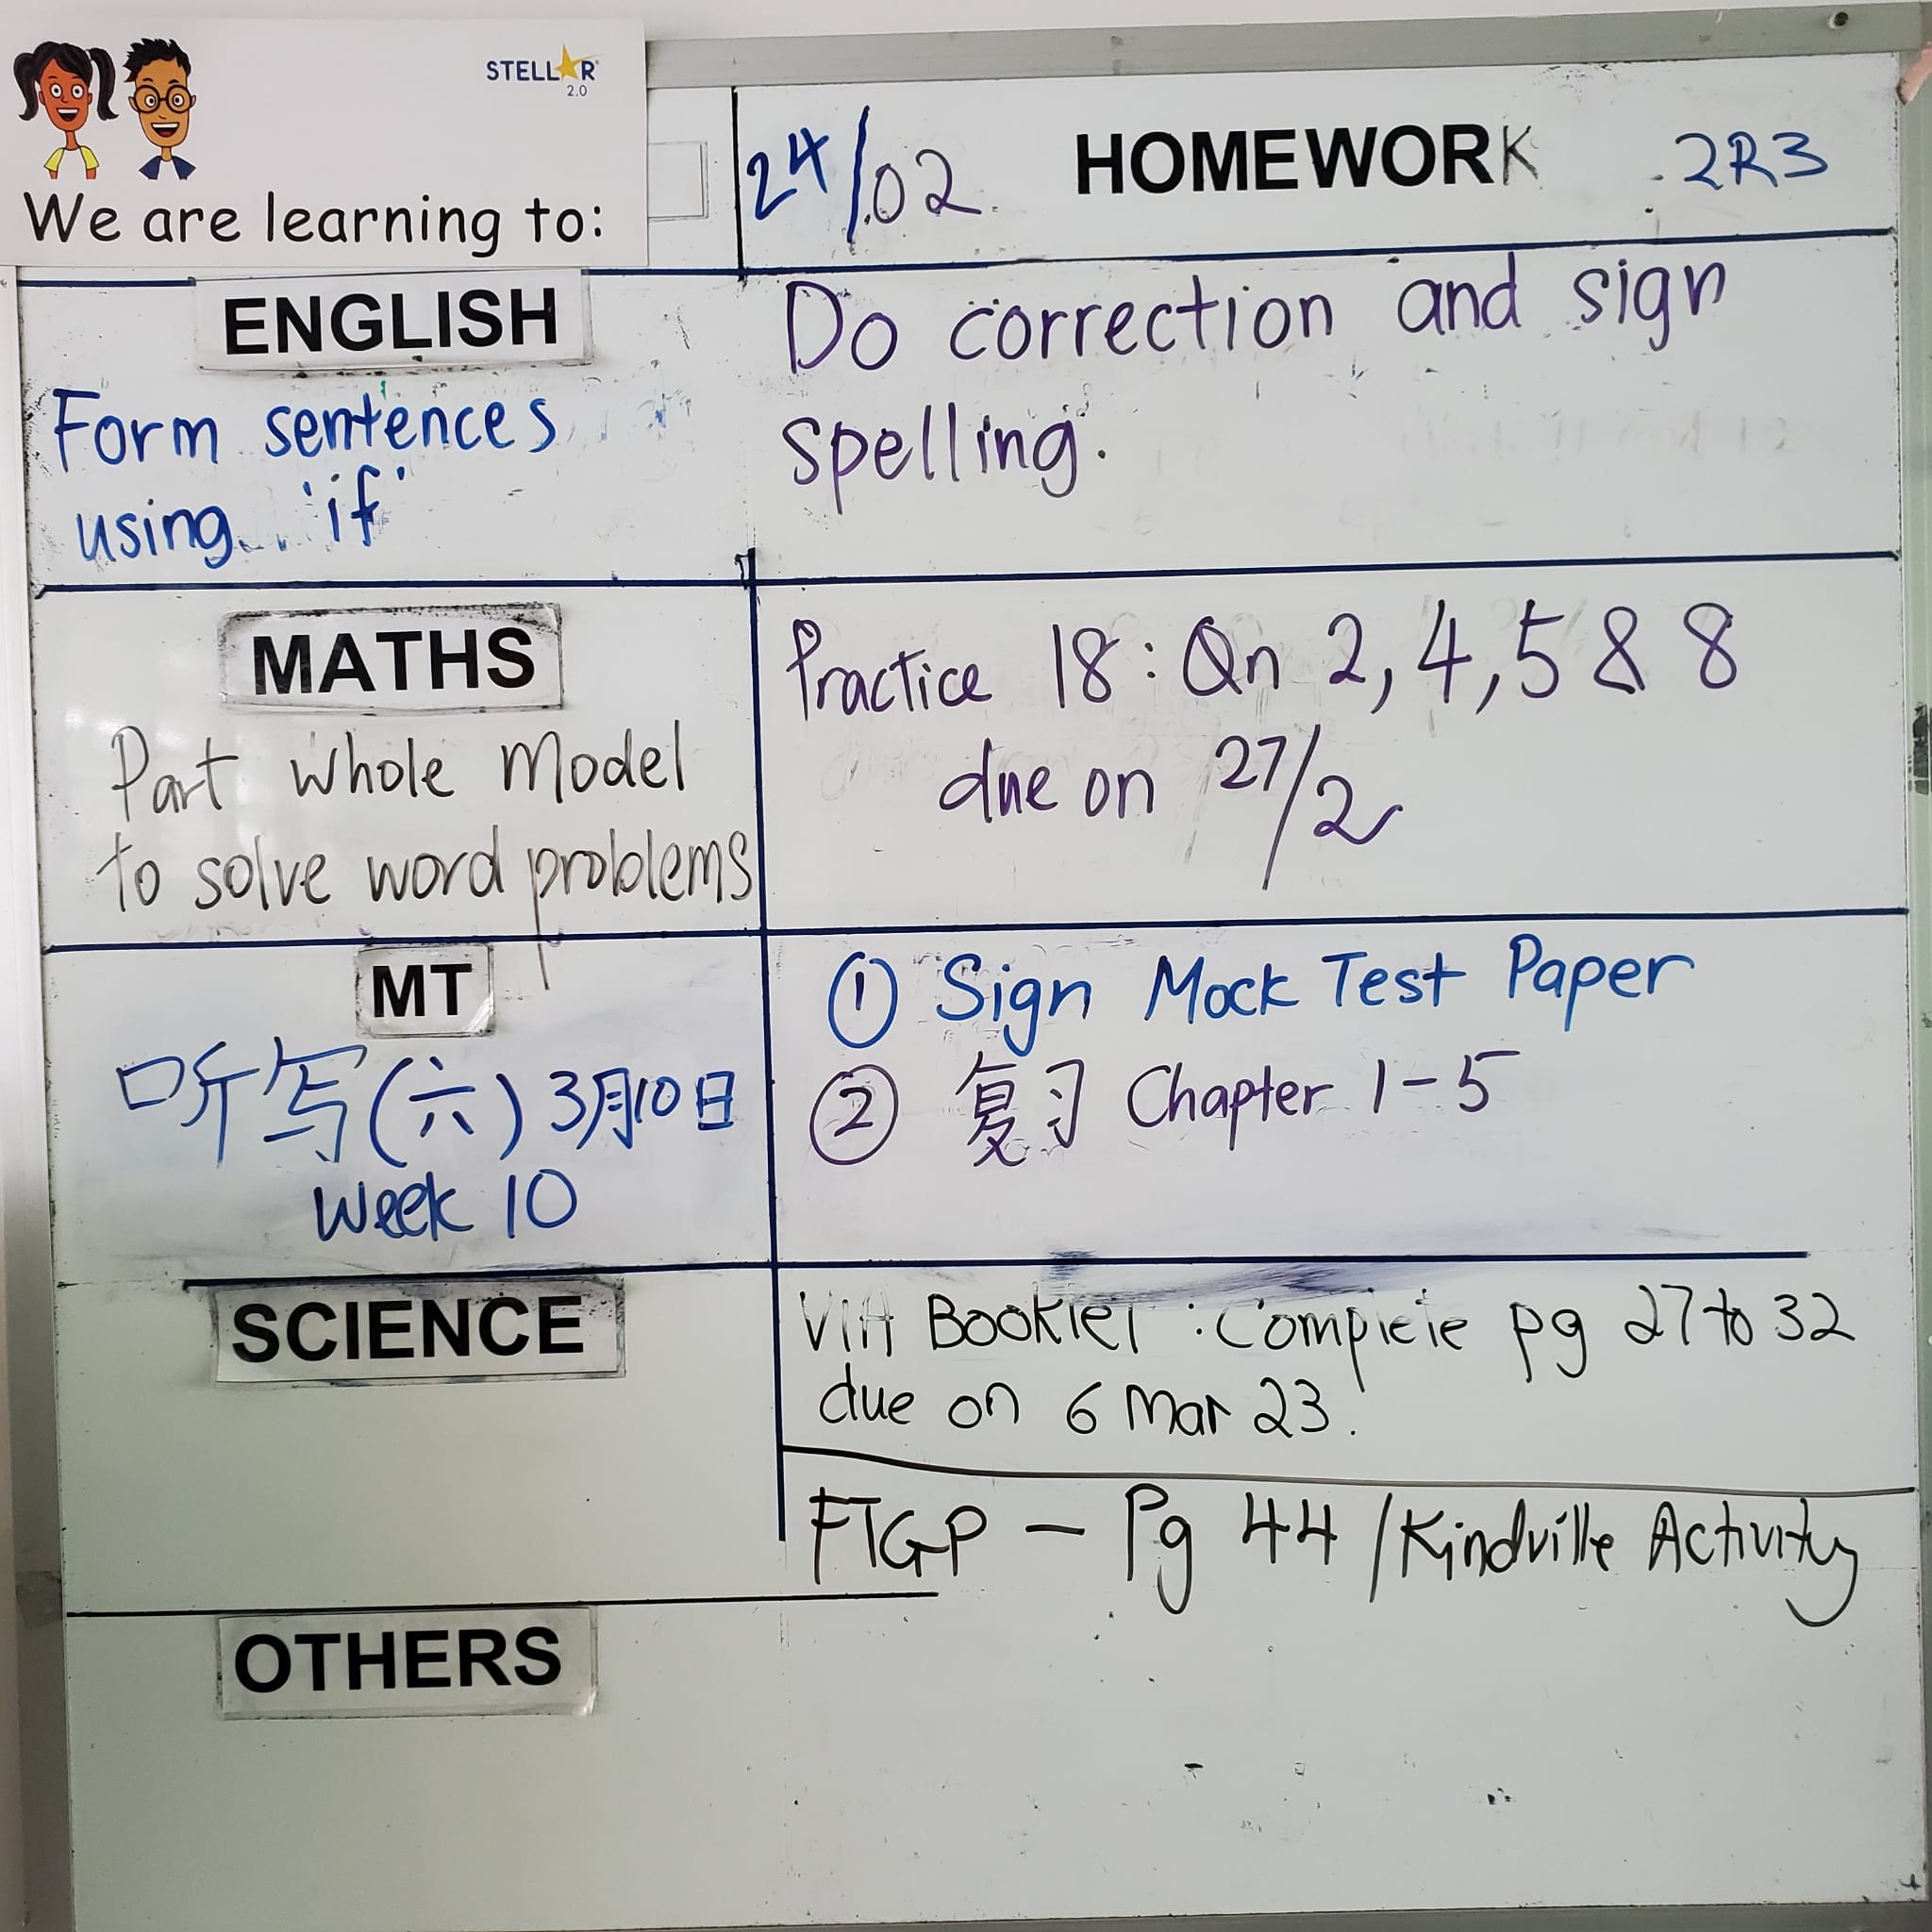 STELLAR
2.0
We are learning to:
24/02 HOMEWORK 2R3
ENGLISH
Form sentences
using 'if'
Do correction and sign
spelling.
MATHS
Part whole Model
to solve word problems
Practice 18: Qn 2, 4, 5 & 8
due on 27/2
MT
听写(六) 3月10日
Week 10
① Sign Mock Test Paper
② 复习 Chapter 1-5
SCIENCE
Booklet : Complete pg 27 to 32
due on 6 Mar 23.
FTGP - Pg 44 / Kindville Activity
OTHERS